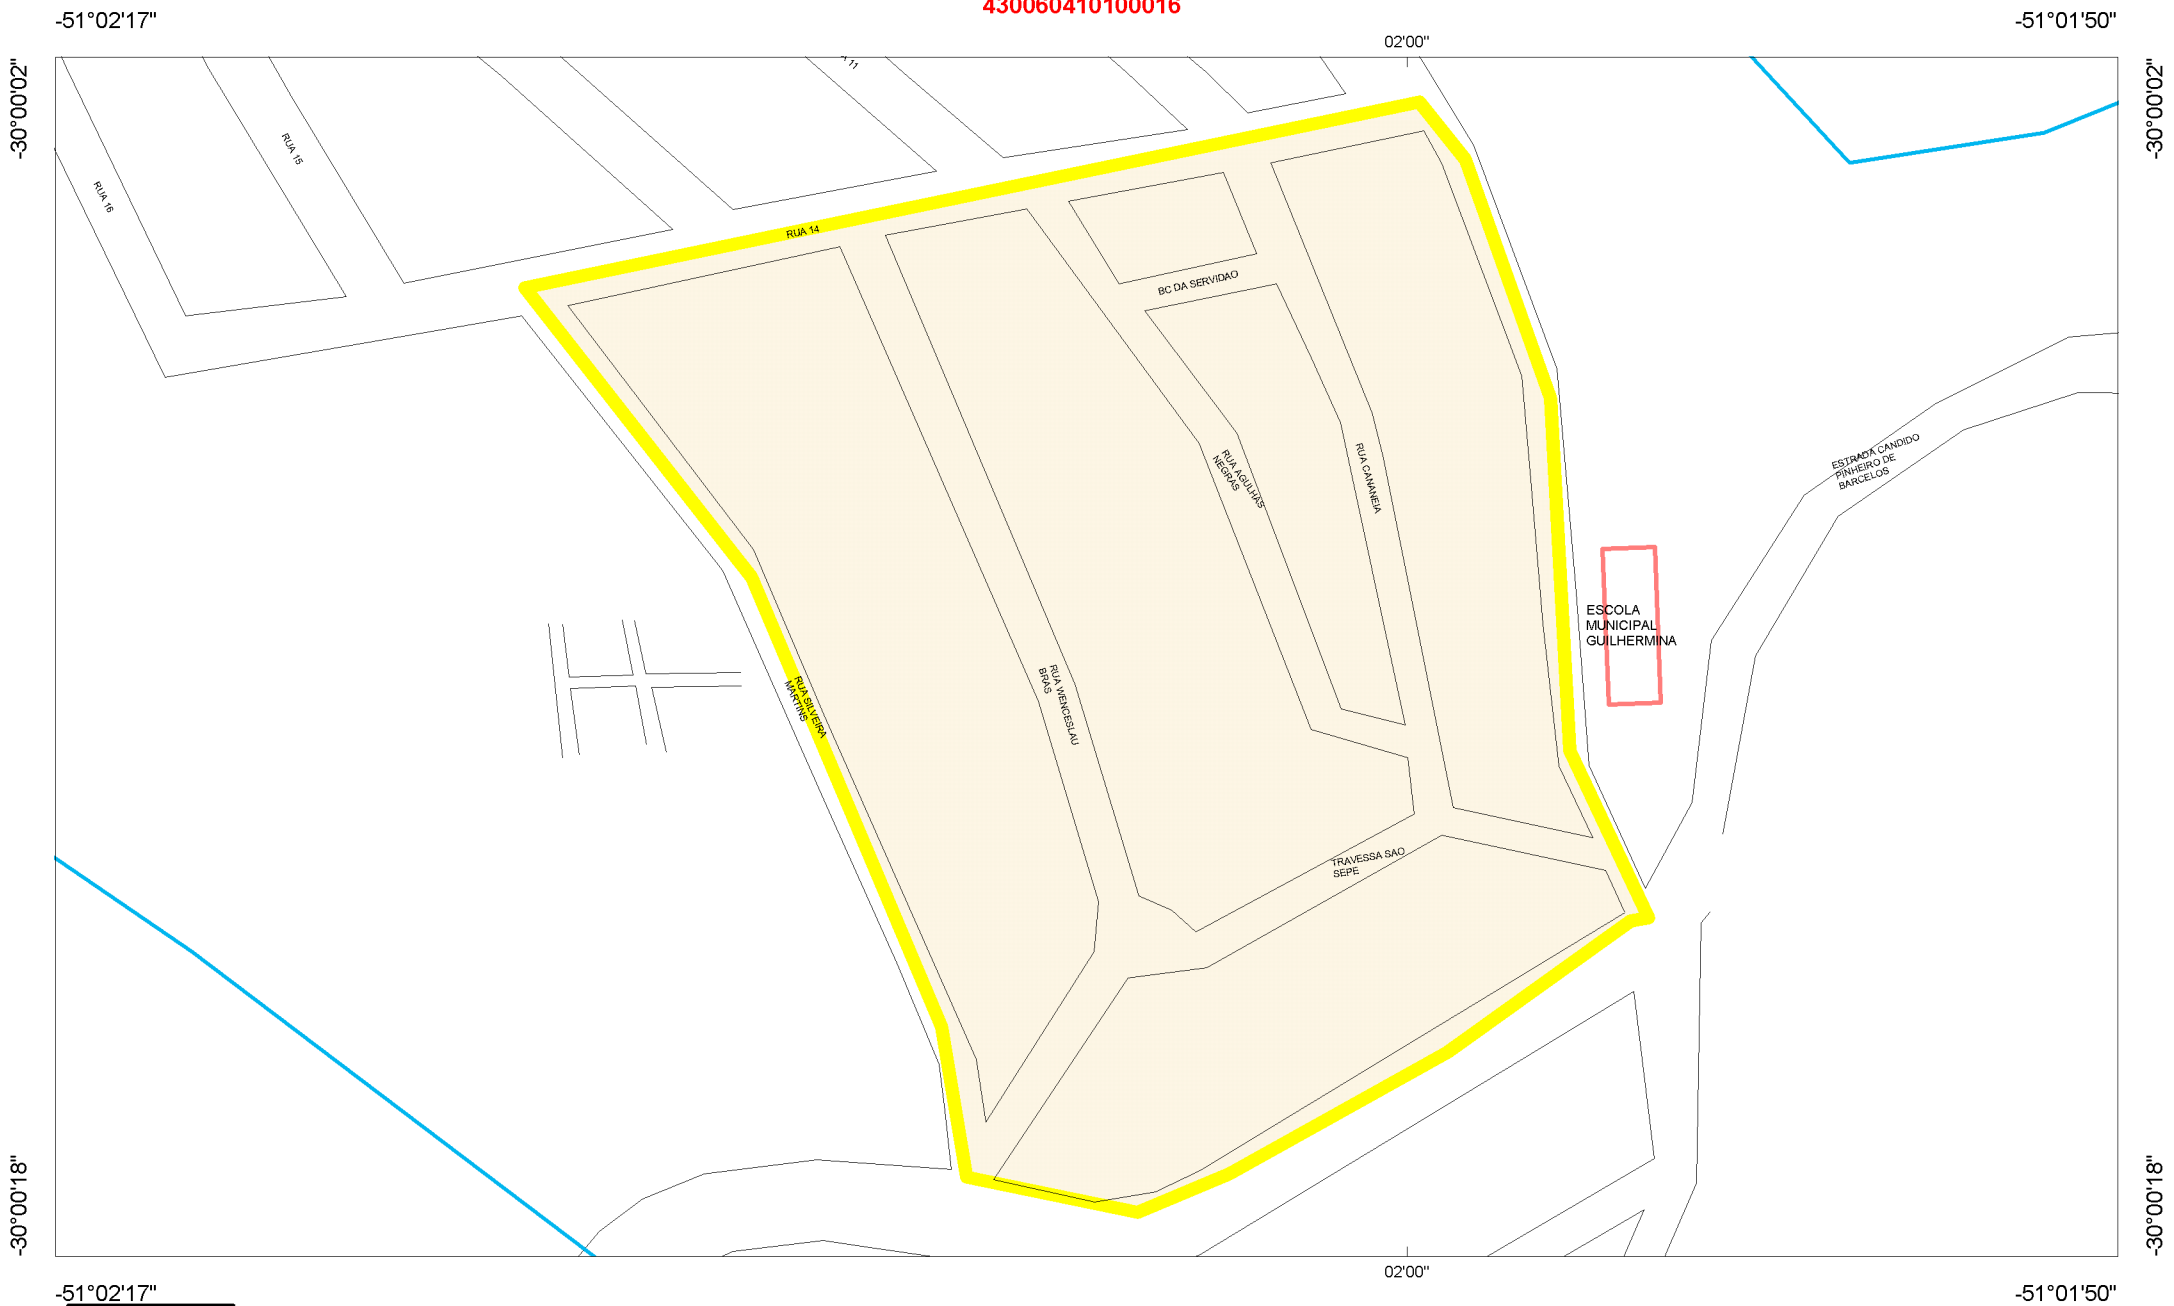 430060410100016
-51°02'17"
-51°01'50"
02'00"
-30°00'02"
-30°00'02"
11
RUA 15
RUA 16
RUA 14
BC DA SERVIDAO
RUA AGULHAS
NEGRAS
RUA CANANEIA
ESTRADA CANDIDO
PINHEIRO DE
BARCELOS
ESCOLA
MUNICIPAL
GUILHERMINA
RUA SILVEIRA
MARTINS
RUA WENCESLAU
BRAS
TRAVESSA SAO
SEPE
-30°00'18"
-30°00'18"
02'00"
-51°02'17"
-51°01'50"